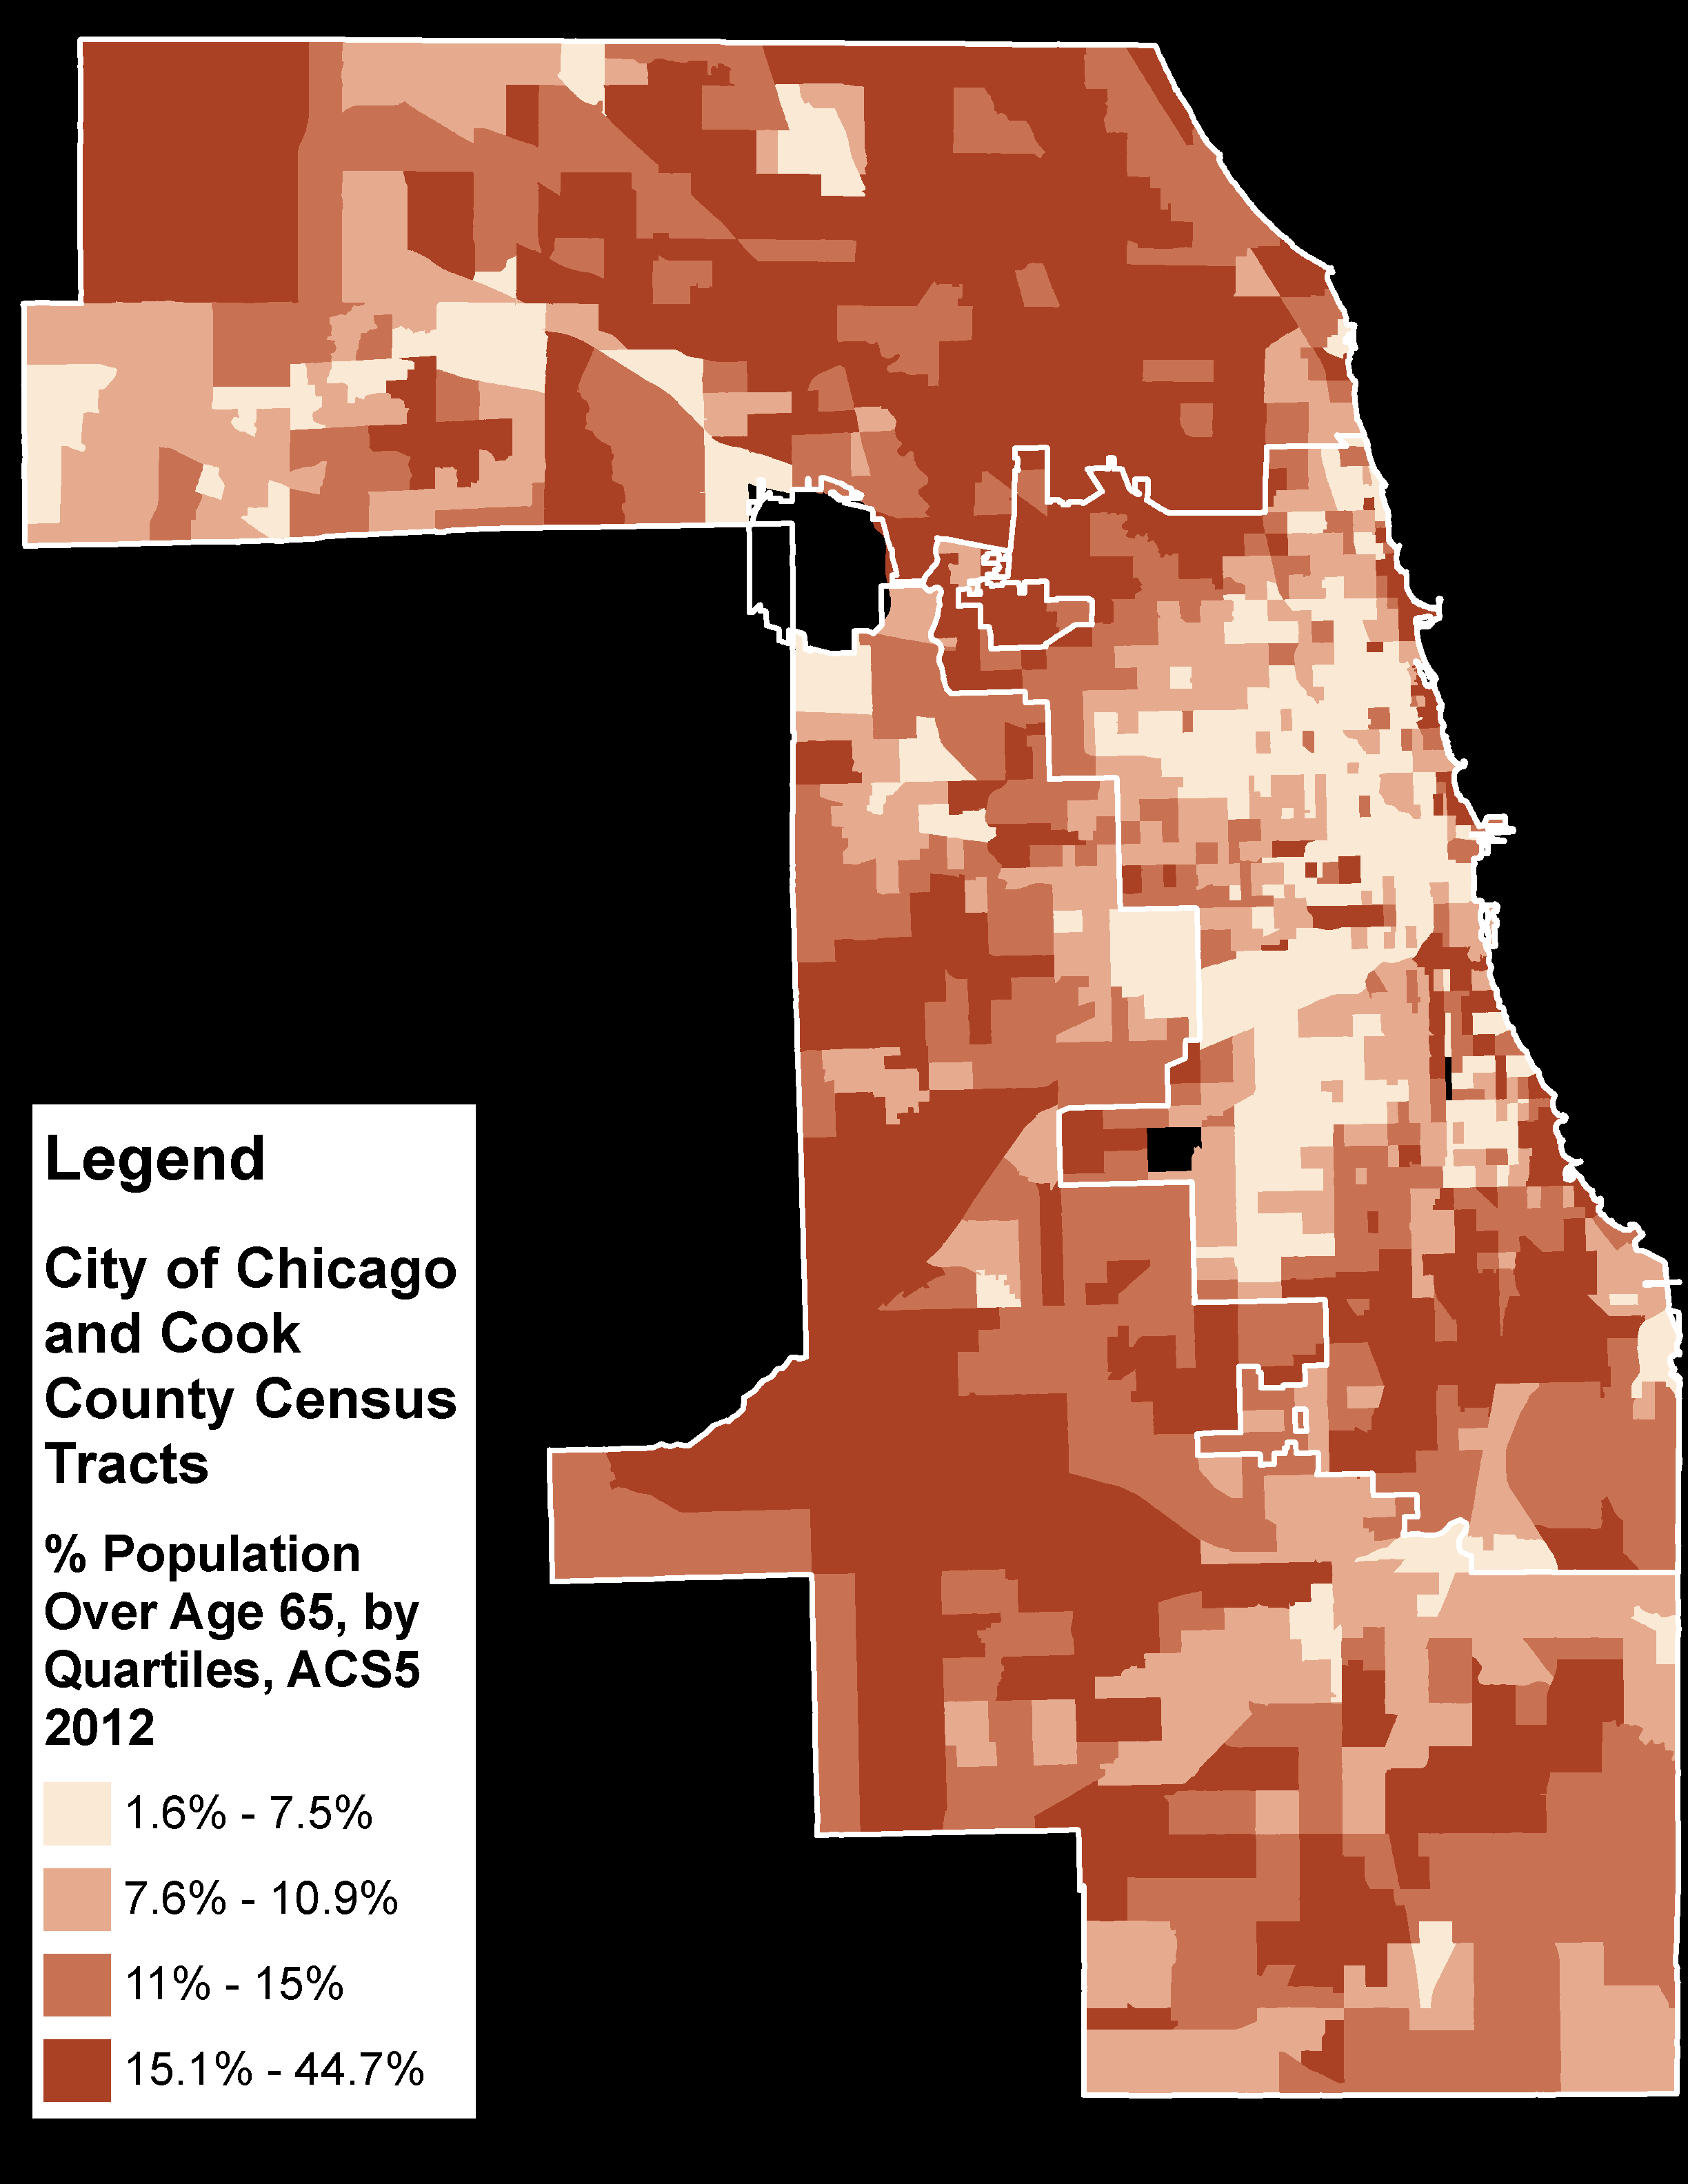 Legend
City of Chicago
and Cook
County Census
Tracts
% Population
Over Age 65, by
Quartiles, ACS5
2012
1.6% - 7.5%
7.6% - 10.9%
11% - 15%
15.1% - 44.7%